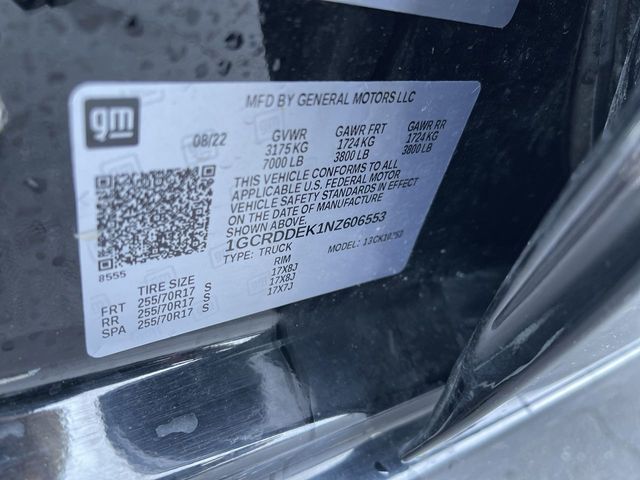 gm
MFD BY GENERAL MOTORS LLC
08/22 GVWR GAWR FRT GAWR RR
3175 KG 1724 KG 1724 KG
7000 LB 3800 LB 3800 LB
THIS VEHICLE CONFORMS TO ALL
APPLICABLE U.S. FEDERAL MOTOR
VEHICLE SAFETY STANDARDS IN EFFECT
ON THE DATE OF MANUFACTURE
SHOWN ABOVE.
1GCRDDEK1NZ606553
8555
TYPE: TRUCK MODEL:
TIRE SIZE RIM
FRT 255/70R17 S 17X8J
RR 255/70R17 S 17X8J
SPA 255/70R17 S 17X7J